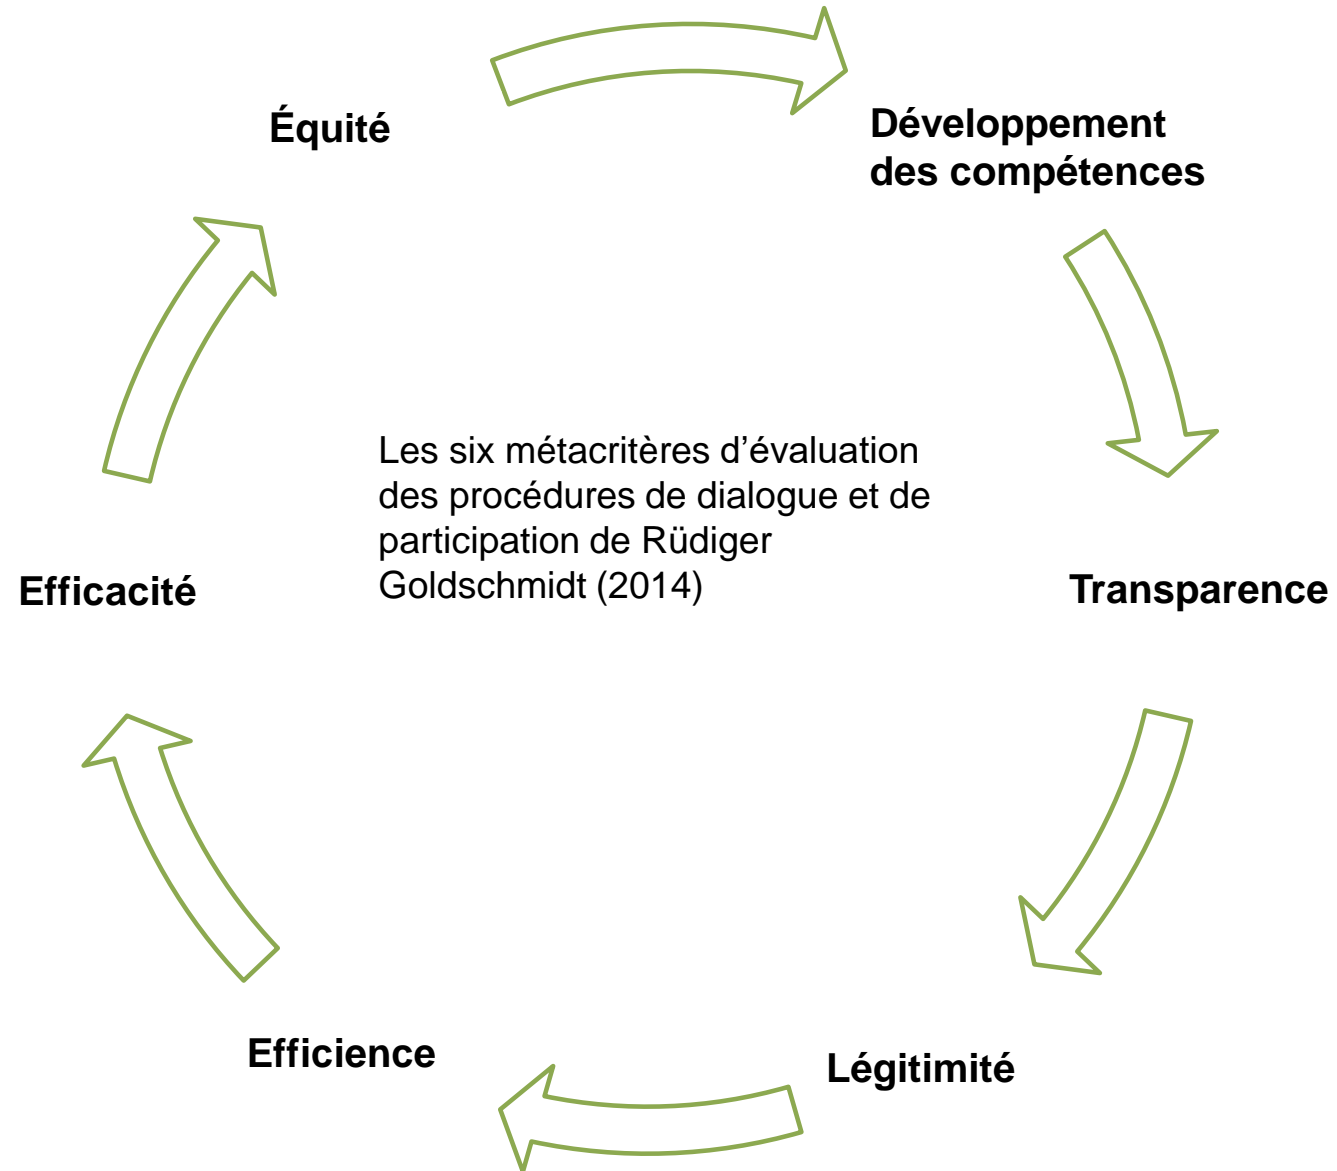 Équité
Développement
des compétences
Les six métacritères d’évaluation
des procédures de dialogue et de
participation de Rüdiger
Goldschmidt (2014)
Efficacité
Transparence
Efficience
Légitimité